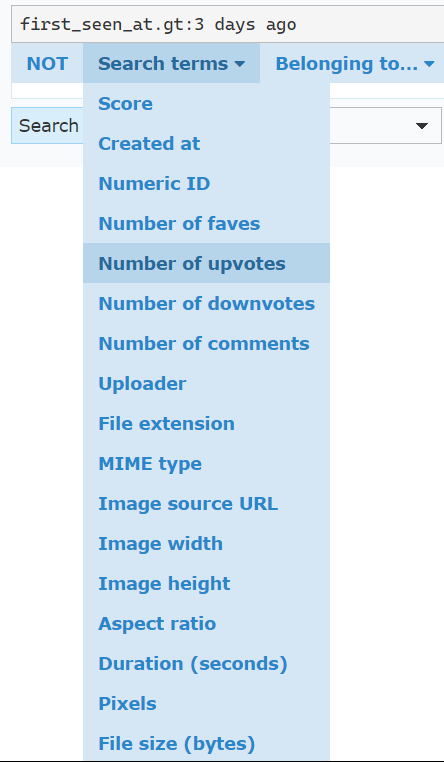 first_seen_at.gt:3 days ago
NOT Search terms Belonging to...
Search
Score
Created at
Numeric ID
Number of faves
Number of upvotes
Number of downvotes
Number of comments
Uploader
File extension
MIME type
Image source URL
Image width
Image height
Aspect ratio
Duration (seconds)
Pixels
File size (bytes)